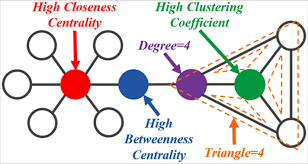 High Closeness
Centrality
High Clustering
Coefficient
Degree=4
High
Betweenness
Centrality
Triangle=4